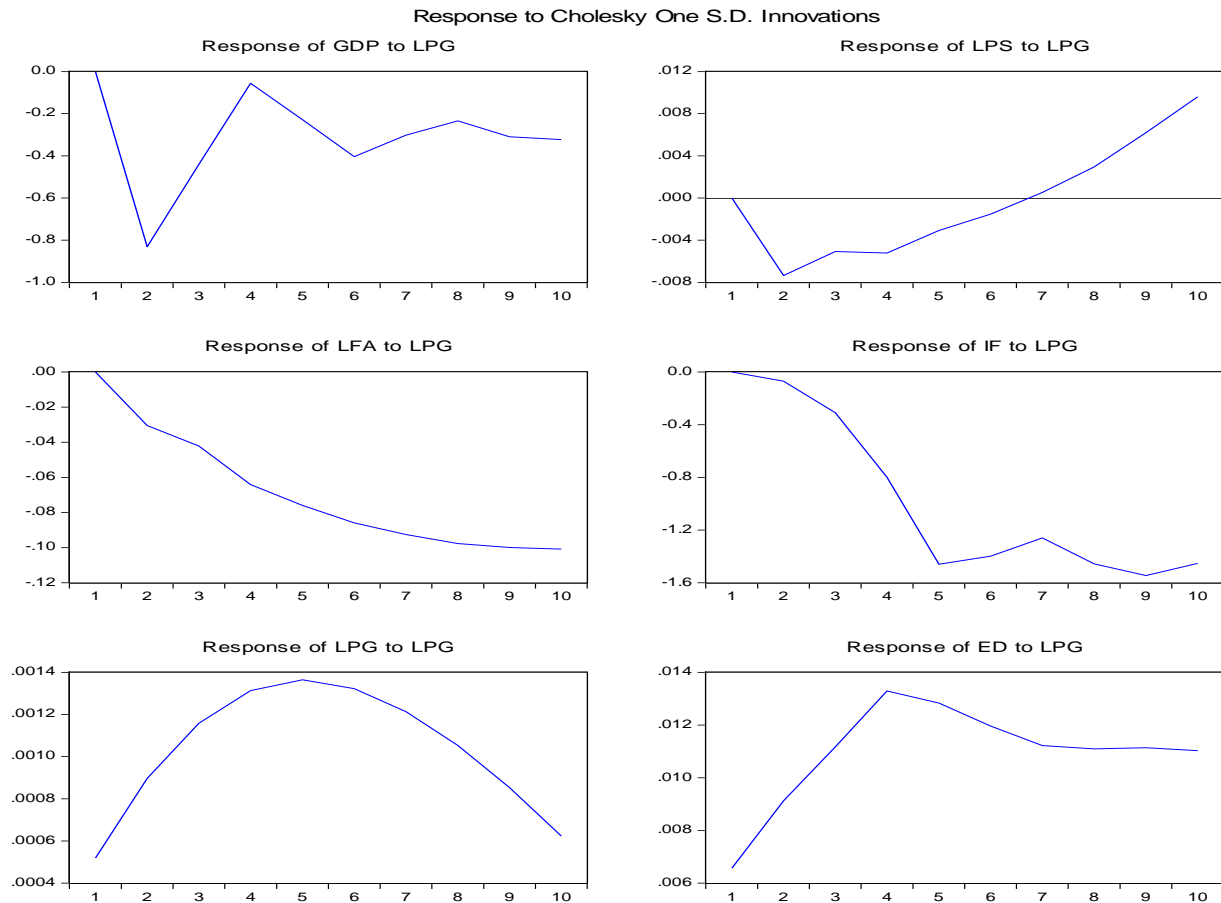 Response to Cholesky One S.D. Innovations
Response of GDP to LPG
0.0
-0.2
-0.4
-0.6
-0.8
-1.0
1 2 3 4 5 6 7 8 9 10
Response of LPS to LPG
.012
.008
.004
.000
-.004
-.008
1 2 3 4 5 6 7 8 9 10
Response of LFA to LPG
.00
-.02
-.04
-.06
-.08
-.10
-.12
1 2 3 4 5 6 7 8 9 10
Response of IF to LPG
0.0
-0.4
-0.8
-1.2
-1.6
1 2 3 4 5 6 7 8 9 10
Response of LPG to LPG
.0014
.0012
.0010
.0008
.0006
.0004
1 2 3 4 5 6 7 8 9 10
Response of ED to LPG
.014
.012
.010
.008
.006
1 2 3 4 5 6 7 8 9 10